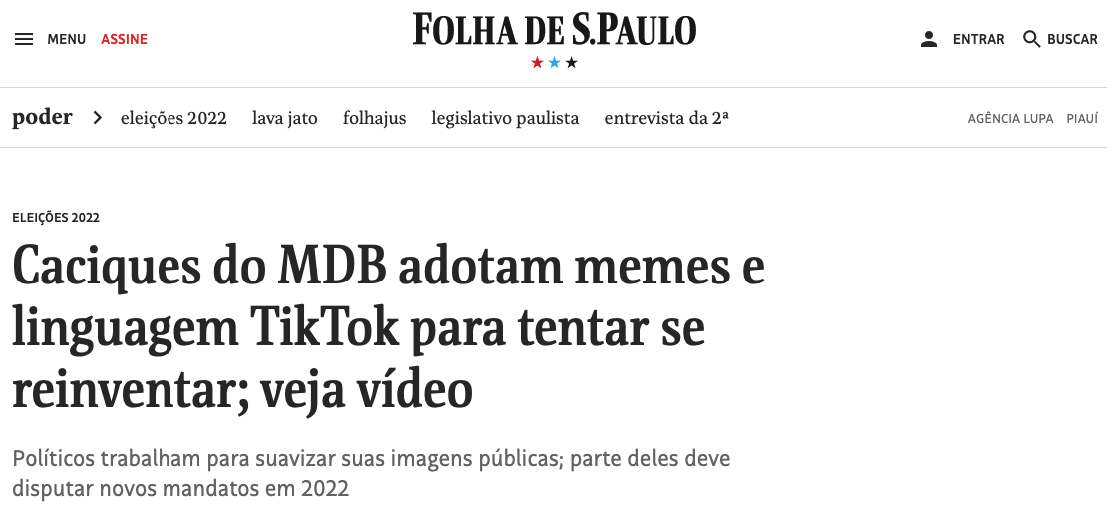 MENU ASSINE FOLHA DE S.PAULO ENTRAR BUSCAR
poder eleições 2022 lava jato folhajus legislativo paulista entrevista da 2ª AGÊNCIA LUPA PIAUÍ
ELEIÇÕES 2022
Caciques do MDB adotam memes e
linguagem TikTok para tentar se
reinventar; veja vídeo
Políticos trabalham para suavizar suas imagens públicas; parte deles deve
disputar novos mandatos em 2022